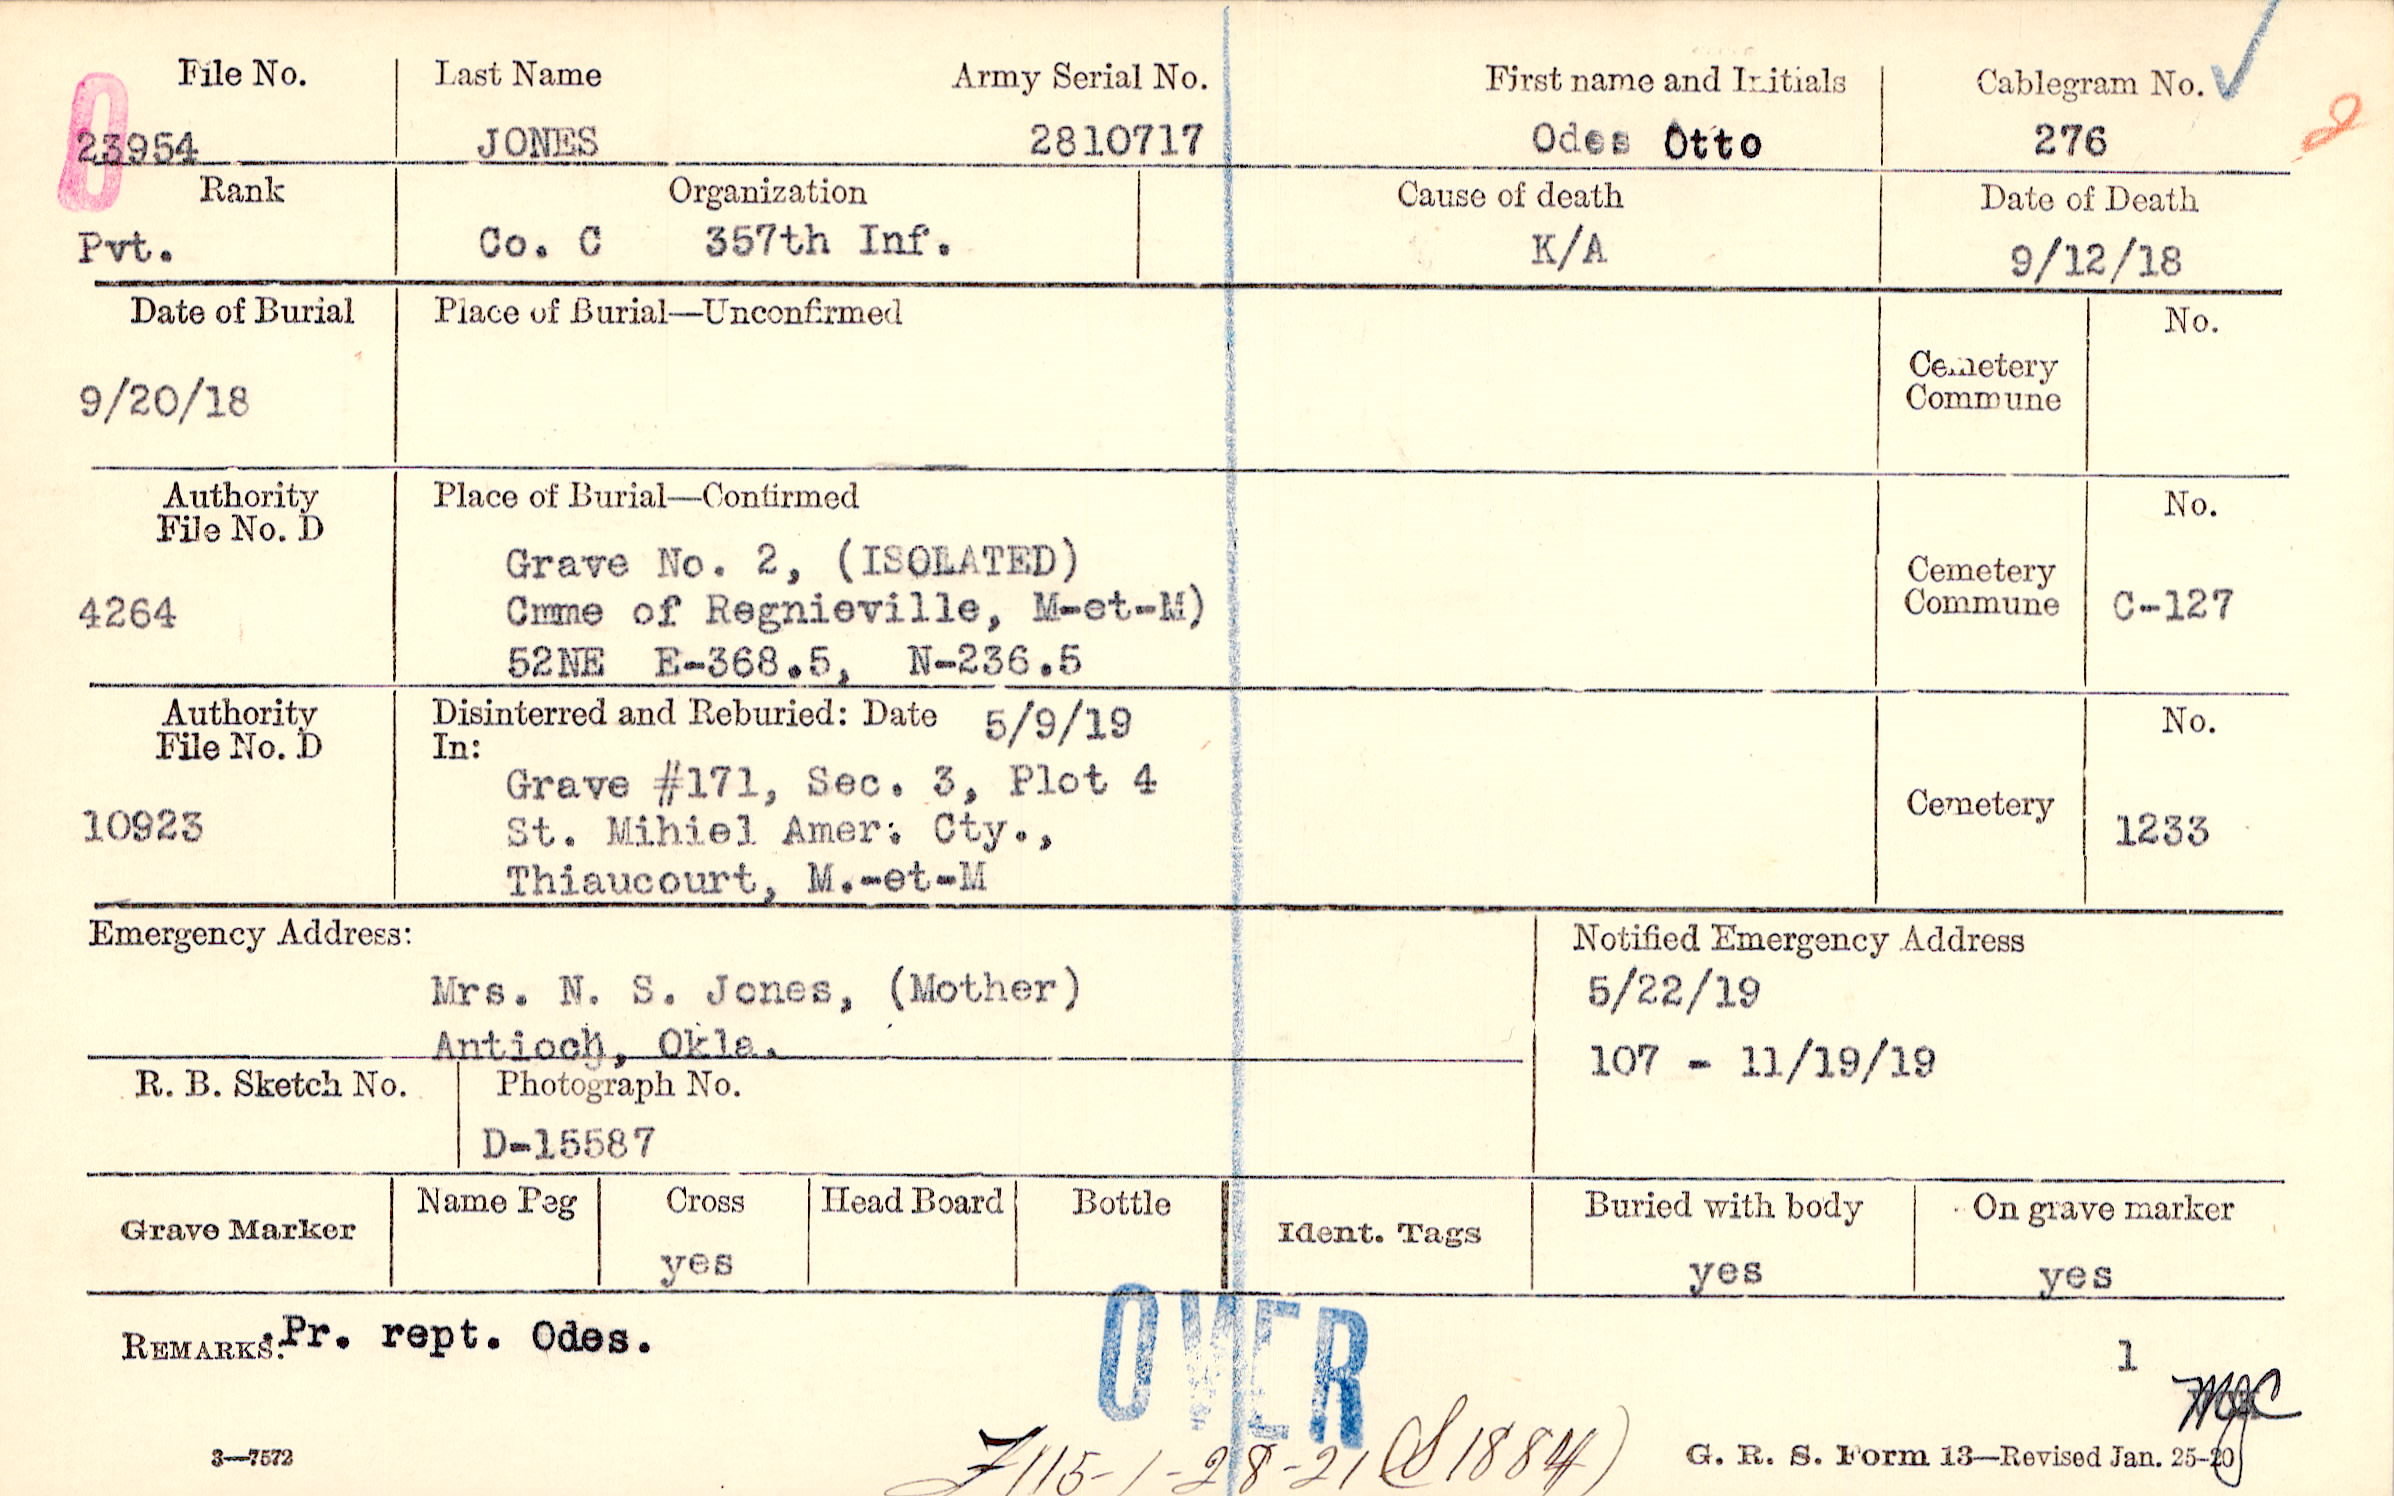 File No. Last Name Army Serial No. First name and Initials Cablegram No.
23954 JONES 2810717 Odes Otto 276
Rank Organization Cause of death Date of Death
Pvt. Co. C 357th Inf. K/A 9/12/18
Date of Burial Place of Burial—Unconfirmed No.
Cemetery
Commune
9/20/18
Authority Place of Burial—Confirmed No.
File No. D
Grave No. 2, (ISOLATED)
Cemetery
4264 Cmme of Regnieville, M-et-M) Commune C-127
52NE E-368.5, N-236.5
Authority Disinterred and Reburied: Date 5/9/19 No.
File No. D In:
Grave #171, Sec. 3, Plot 4
10923 St. Mihiel Amer. Cty., Cemetery 1233
Thiaucourt, M.-et-M
Emergency Address: Notified Emergency Address
Mrs. N. S. Jones, (Mother) 5/22/19
Antioch, Okla. 107 - 11/19/19
R. B. Sketch No. Photograph No.
D-15587
Name Peg Cross Head Board Bottle Buried with body On grave marker
Grave Marker Ident. Tags
yes yes yes
REMARKS: Pr. rept. Odes.
OVER
1
MJC
F115-1-28-21 (S1884)
3—7572 G. R. S. Form 13—Revised Jan. 25-20